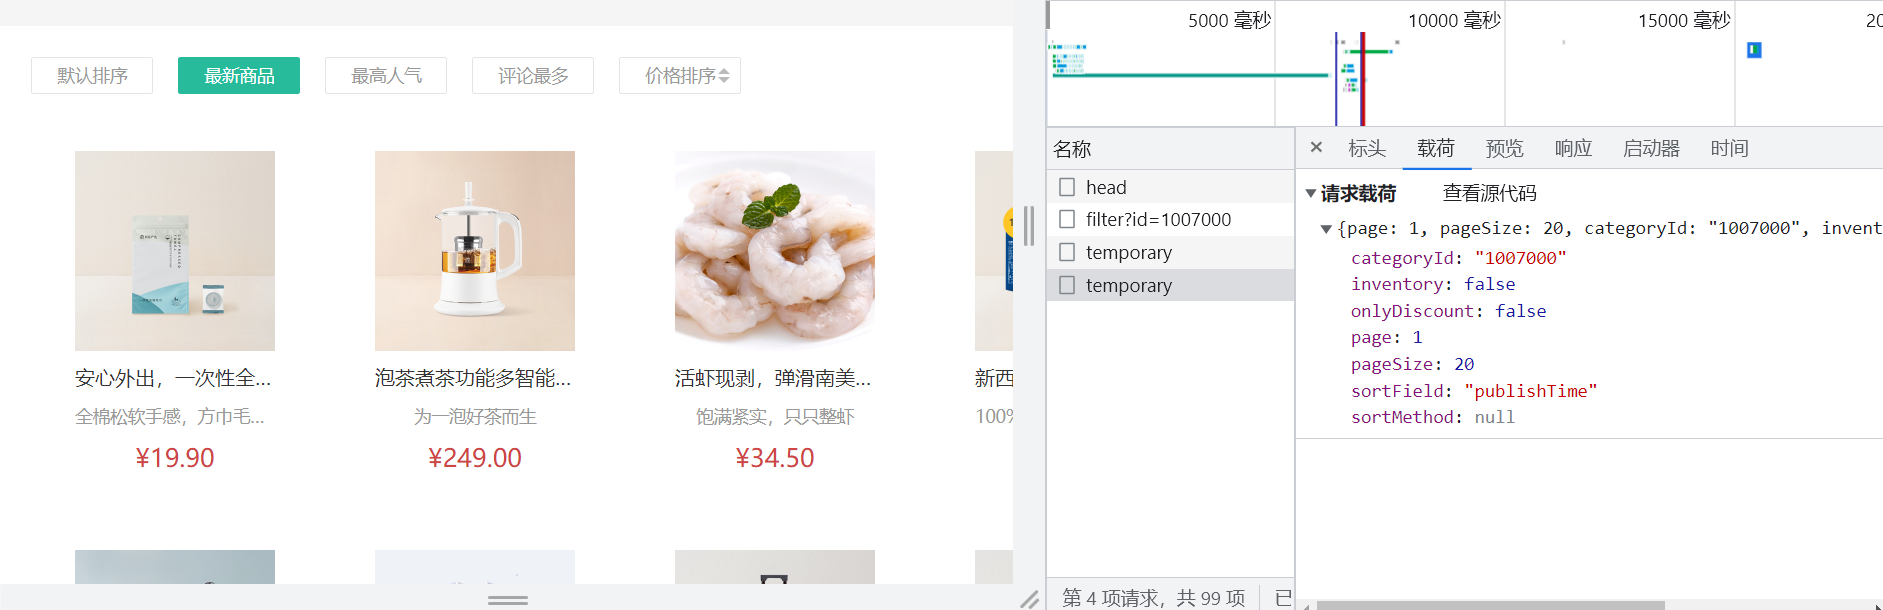 默认排序
最新商品
最高人气
评论最多
价格排序
安心外出，一次性全...
全棉松软手感，方巾毛...
¥19.90
泡茶煮茶功能多智能...
为一泡好茶而生
¥249.00
活虾现剥，弹滑南美...
饱满紧实，只只整虾
¥34.50
新西
100%
5000 毫秒
10000 毫秒
15000 毫秒
20
名称
head
filter?id=1007000
temporary
temporary
第 4 项请求，共 99 项
已
× 标头 载荷 预览 响应 启动器 时间
▼请求载荷 查看源代码
▼{page: 1, pageSize: 20, categoryId: "1007000", invent
categoryId: "1007000"
inventory: false
onlyDiscount: false
page: 1
pageSize: 20
sortField: "publishTime"
sortMethod: null